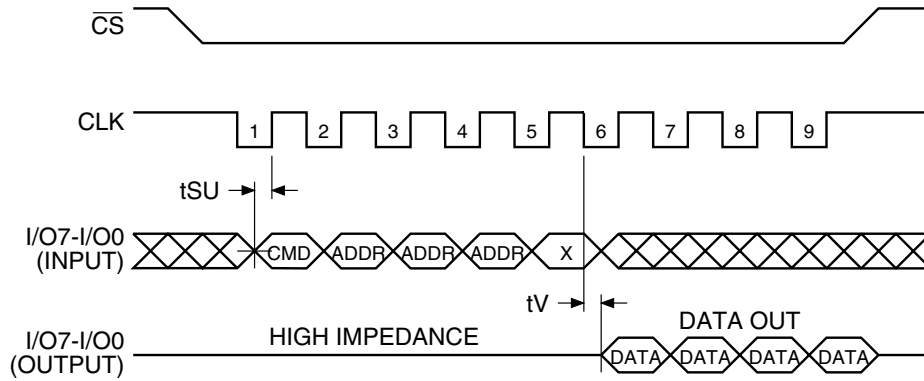 CS
CLK
1 2 3 4 5 6 7 8 9
tSU
I/O7-I/O0
(INPUT)
CMD ADDR ADDR ADDR X
tV
I/O7-I/O0
(OUTPUT)
HIGH IMPEDANCE
DATA OUT
DATA DATA DATA DATA